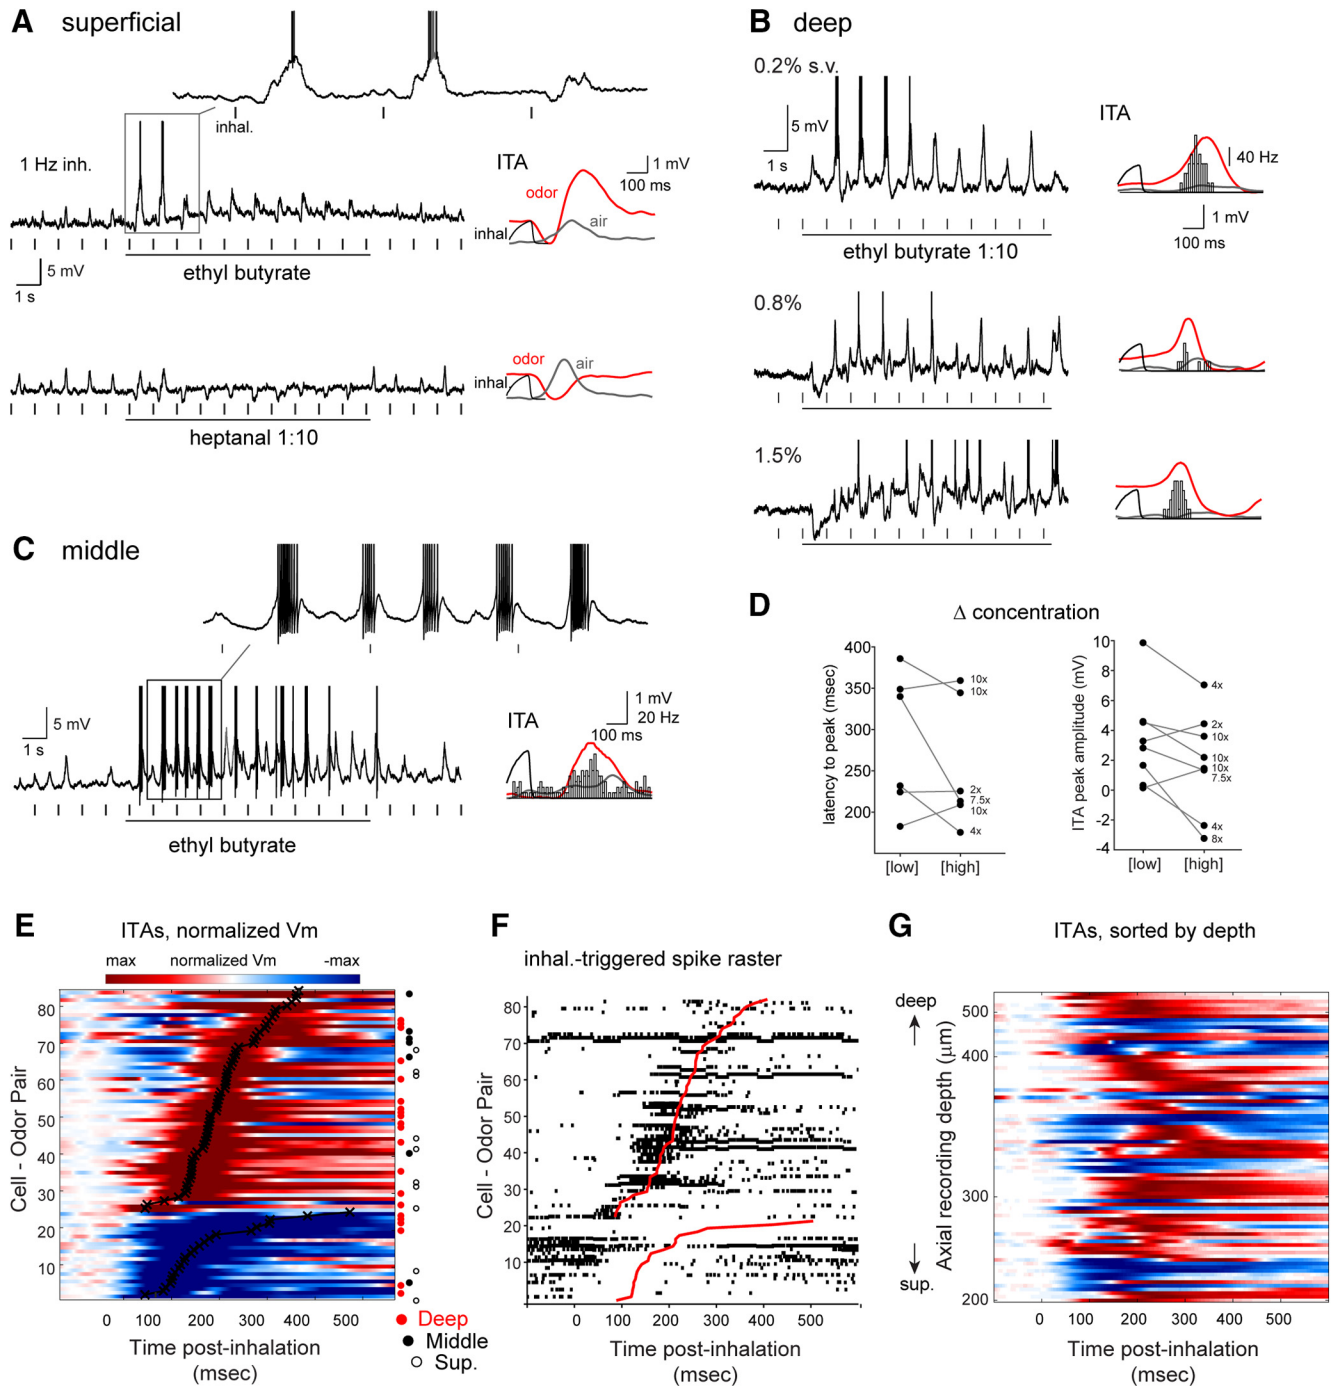 A superficial
inhal.
1 Hz inh.
ITA
1 mV
100 ms
odor
air
inhal.
ethyl butyrate
5 mV
1 s
odor
air
inhal.
heptanal 1:10
B deep
0.2% s.v.
5 mV
1 s
ITA
40 Hz
1 mV
100 ms
ethyl butyrate 1:10
0.8%
1.5%
C middle
5 mV
1 s
ITA
1 mV
20 Hz
100 ms
ethyl butyrate
D
Δ concentration
latency to peak (msec)
400
350
300
250
200
10x
10x
2x
7.5x
10x
4x
[low] [high]
ITA peak amplitude (mV)
10
8
6
4
2
0
-2
-4
4x
2x
10x
10x
10x
7.5x
4x
8x
[low] [high]
E
ITAs, normalized Vm
max normalized Vm -max
Cell - Odor Pair
80
70
60
50
40
30
20
10
0 100 200 300 400 500
Time post-inhalation
(msec)
Deep
Middle
Sup.
F
inhal.-triggered spike raster
Cell - Odor Pair
80
70
60
50
40
30
20
10
0 100 200 300 400 500
Time post-inhalation
(msec)
G
ITAs, sorted by depth
deep
sup.
Axial recording depth (μm)
500
400
300
200
0 100 200 300 400 500
Time post-inhalation
(msec)